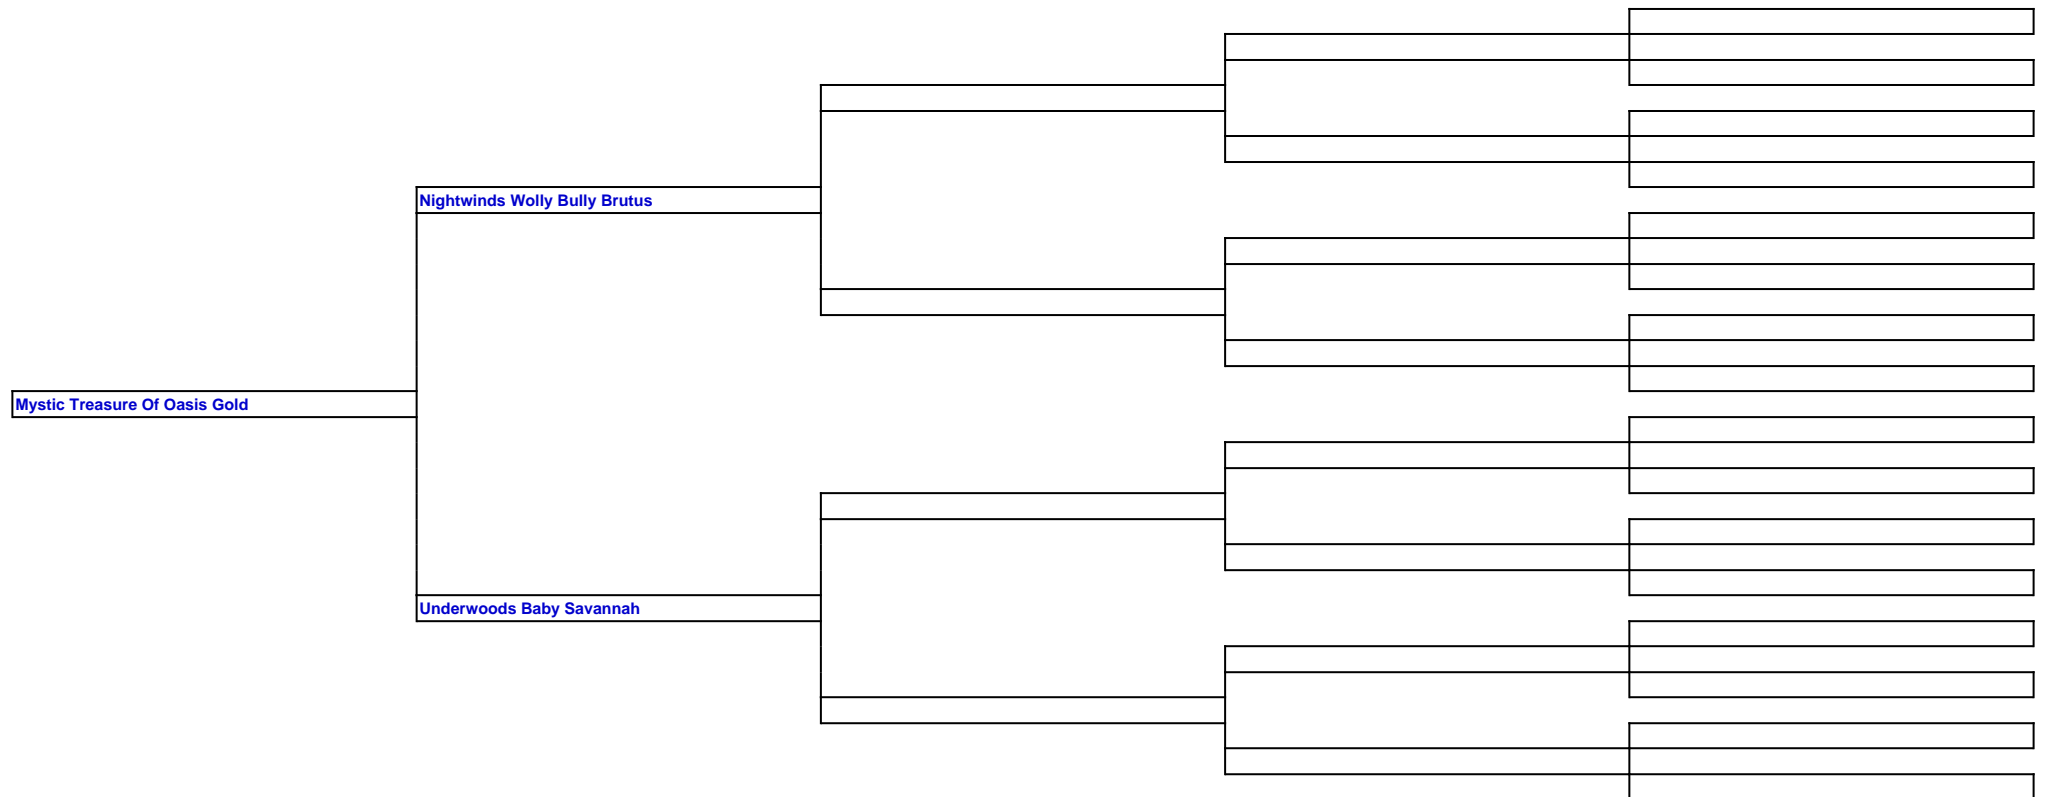 Nightwinds Wolly Bully Brutus
Mystic Treasure Of Oasis Gold
Underwoods Baby Savannah